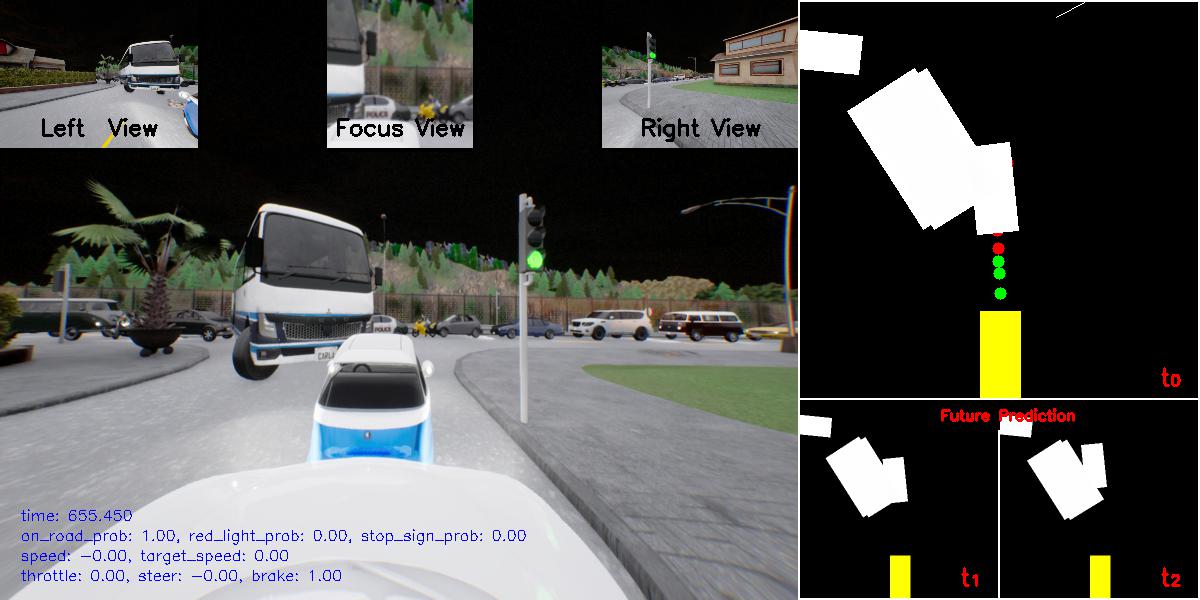 Left View
Focus View
Right View
POLICE
CARLA
t0
Future Prediction
t1
t2
time: 655.450
on_road_prob: 1.00, red_light_prob: 0.00, stop_sign_prob: 0.00
speed: -0.00, target_speed: 0.00
throttle: 0.00, steer: -0.00, brake: 1.00